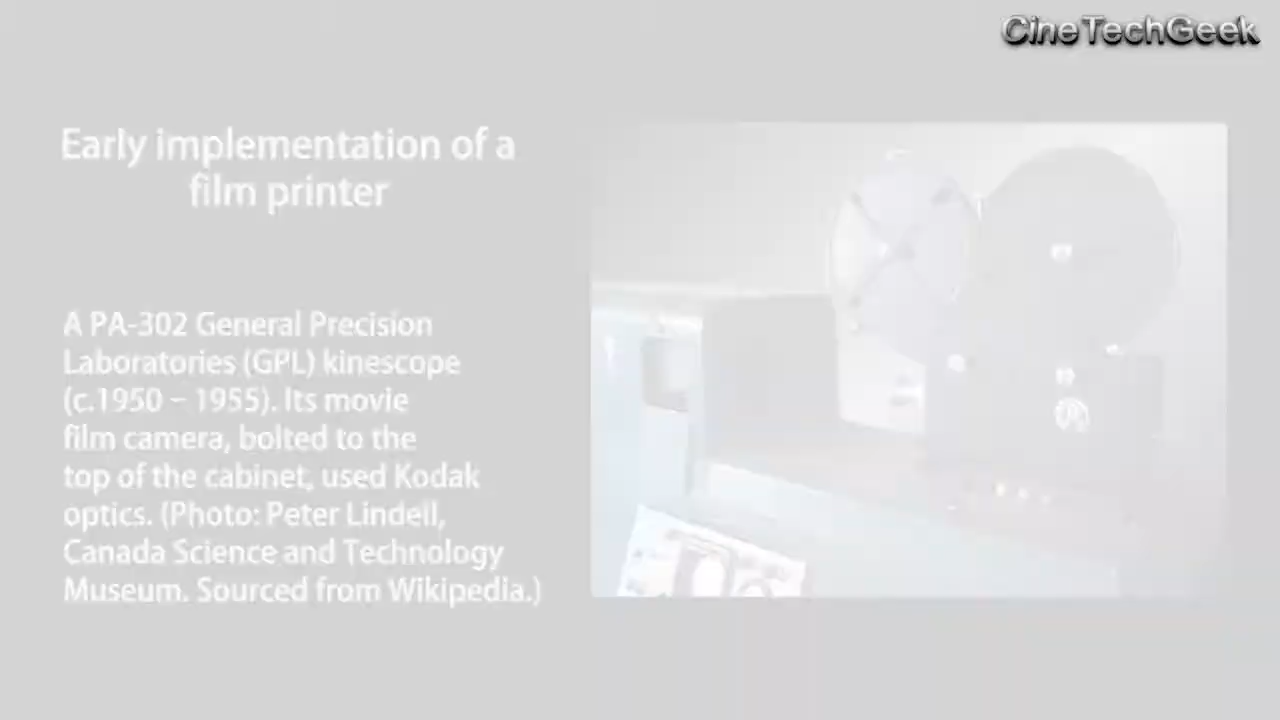 CineTechGeek
Early implementation of a
film printer
A PA-302 General Precision
Laboratories (GPL) kinescope
(c.1950 – 1955). Its movie
film camera, bolted to the
top of the cabinet, used Kodak
optics. (Photo: Peter Lindell,
Canada Science and Technology
Museum. Sourced from Wikipedia.)